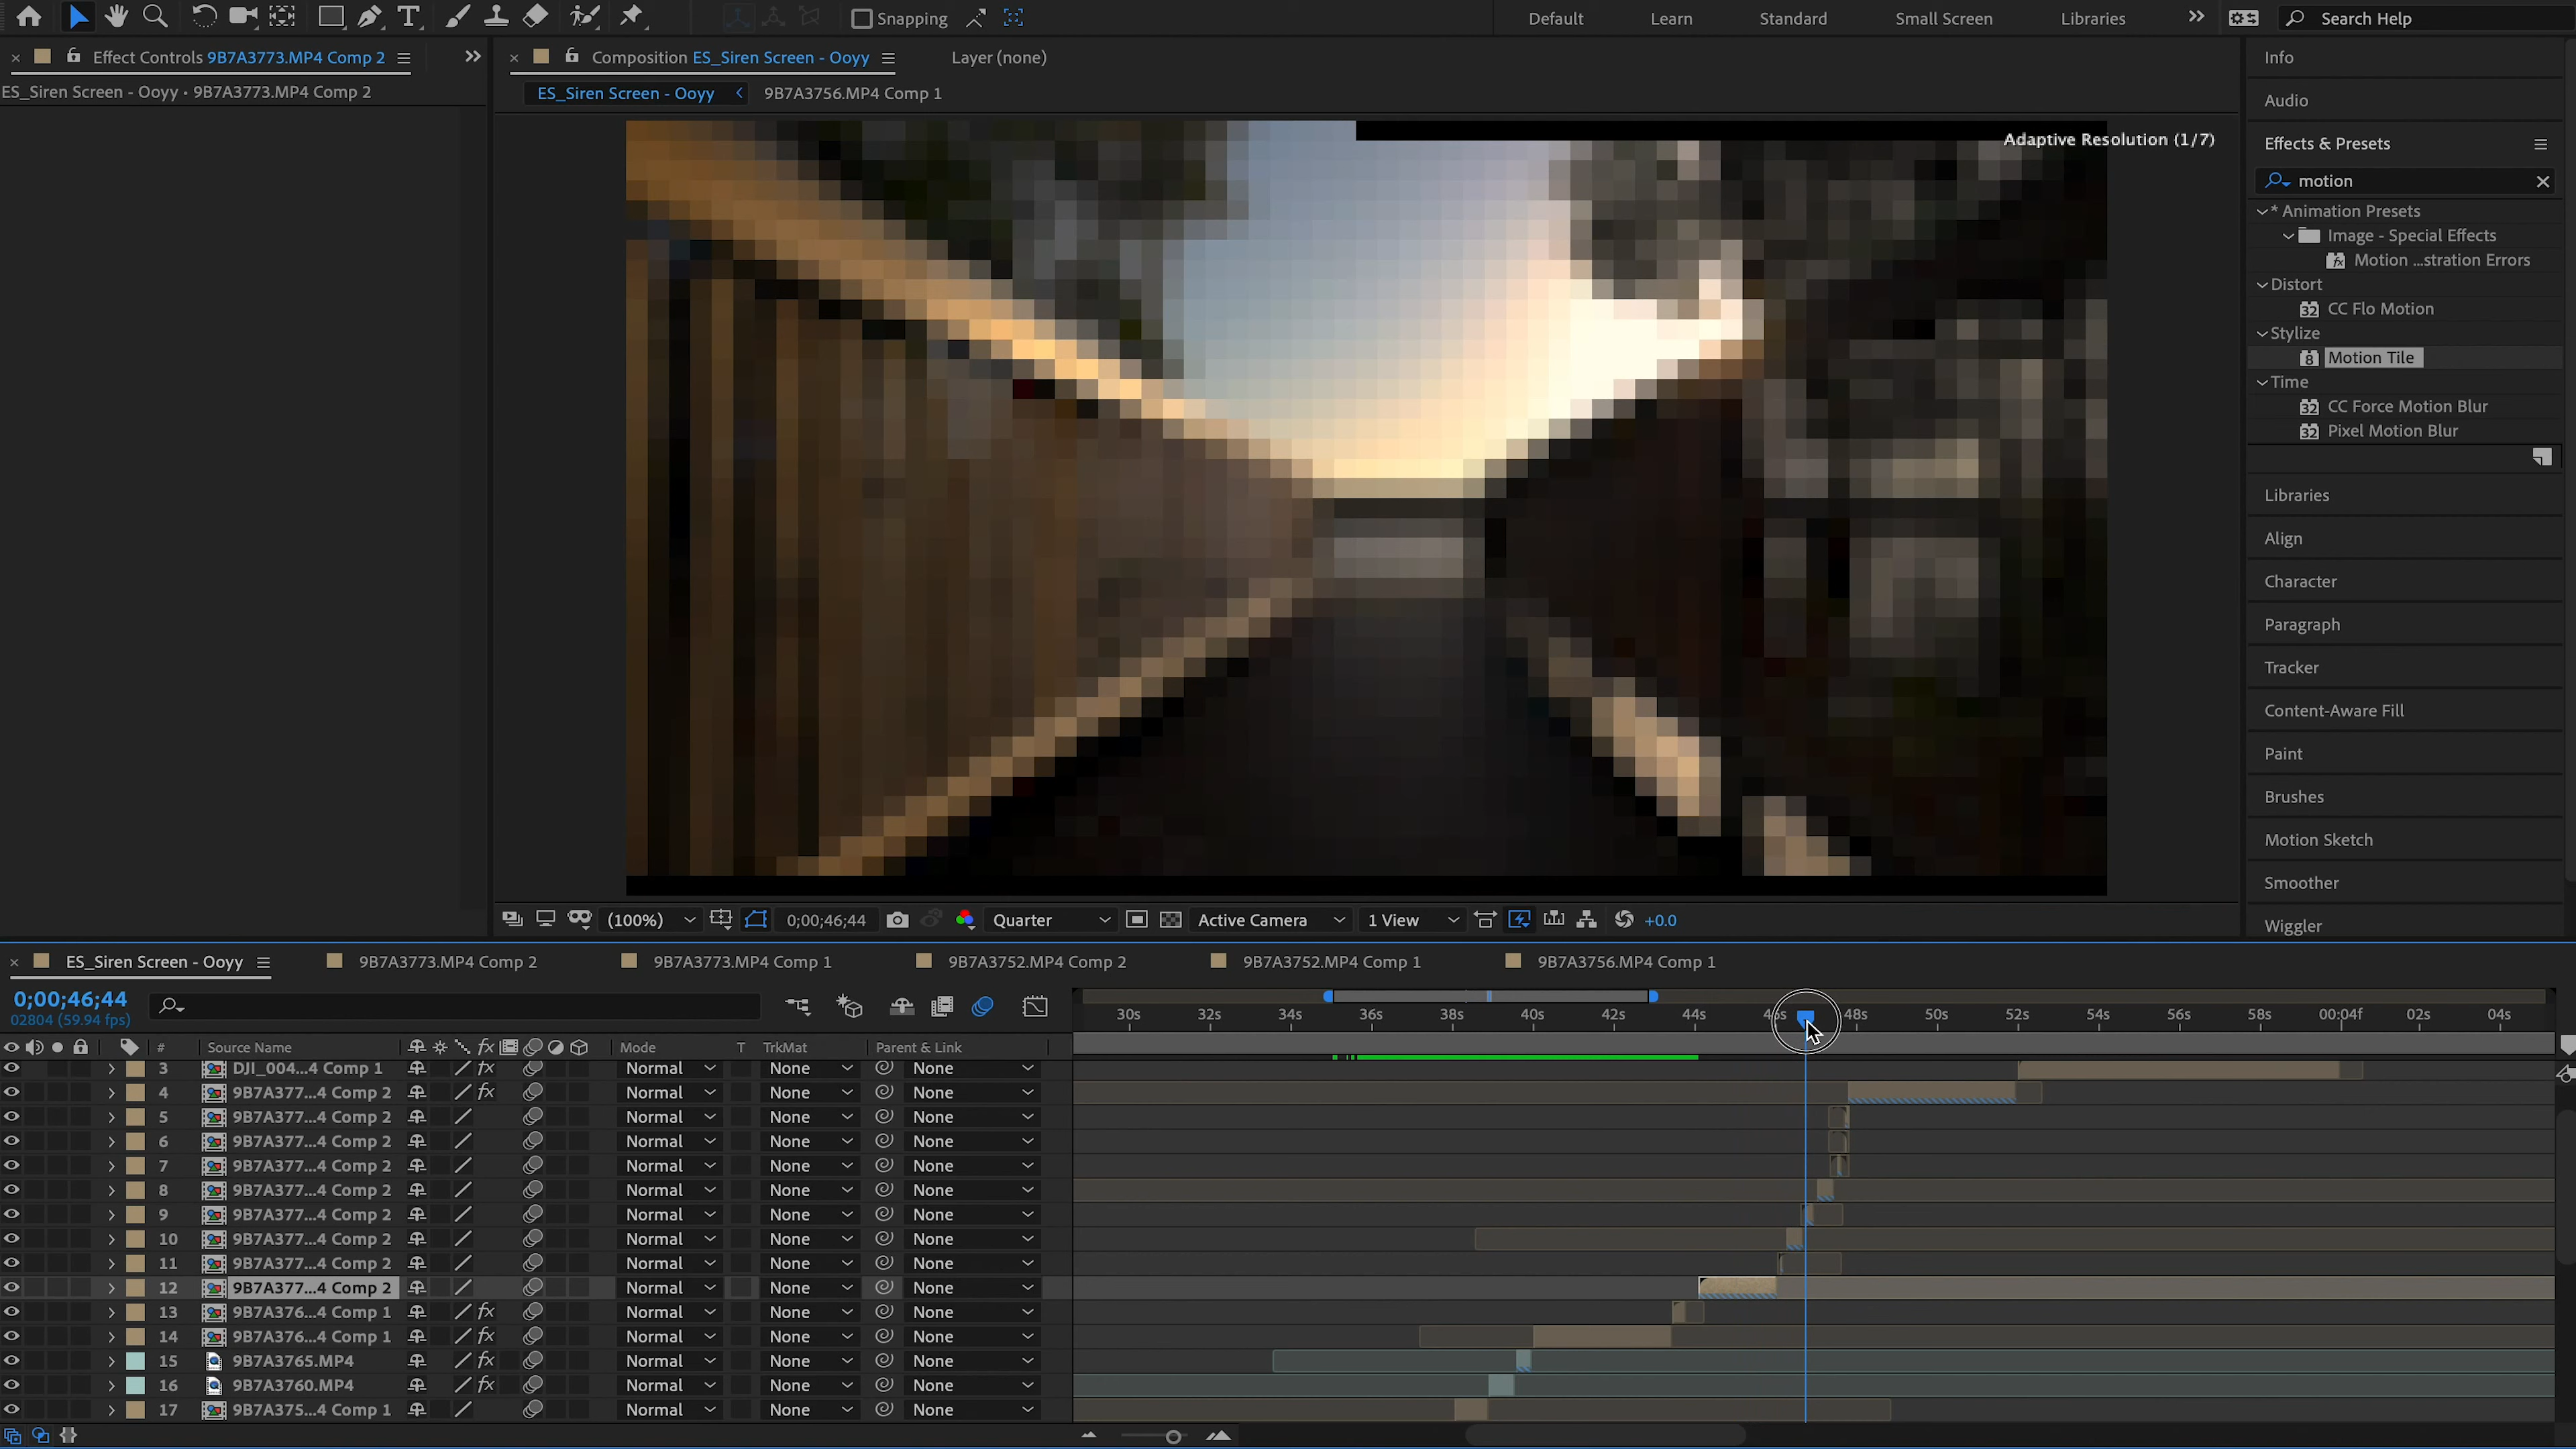 Snapping
Default Learn Standard Small Screen Libraries
Search Help
Effect Controls 9B7A3773.MP4 Comp 2
ES_Siren Screen - Ooyy • 9B7A3773.MP4 Comp 2
Composition ES_Siren Screen - Ooyy
Layer (none)
ES_Siren Screen - Ooyy 9B7A3756.MP4 Comp 1
Adaptive Resolution (1/7)
Info
Audio
Effects & Presets
motion
* Animation Presets
Image - Special Effects
Motion ...stration Errors
Distort
32 CC Flo Motion
Stylize
8 Motion Tile
Time
32 CC Force Motion Blur
32 Pixel Motion Blur
Libraries
Align
Character
Paragraph
Tracker
Content-Aware Fill
Paint
Brushes
Motion Sketch
Smoother
Wiggler
(100%) 0;00;46;44 Quarter Active Camera 1 View +0.0
ES_Siren Screen - Ooyy 9B7A3773.MP4 Comp 2 9B7A3773.MP4 Comp 1 9B7A3752.MP4 Comp 2 9B7A3752.MP4 Comp 1 9B7A3756.MP4 Comp 1
0;00;46;44
02804 (59.94 fps)
30s 32s 34s 36s 38s 40s 42s 44s 46s 48s 50s 52s 54s 56s 58s 00:04f 02s 04s
# Source Name fx Mode T TrkMat Parent & Link
3 DJI_004...4 Comp 1 fx Normal None None
4 9B7A377...4 Comp 2 fx Normal None None
5 9B7A377...4 Comp 2 Normal None None
6 9B7A377...4 Comp 2 Normal None None
7 9B7A377...4 Comp 2 Normal None None
8 9B7A377...4 Comp 2 Normal None None
9 9B7A377...4 Comp 2 Normal None None
10 9B7A377...4 Comp 2 Normal None None
11 9B7A377...4 Comp 2 Normal None None
12 9B7A377...4 Comp 2 Normal None None
13 9B7A376...4 Comp 1 fx Normal None None
14 9B7A376...4 Comp 1 fx Normal None None
15 9B7A3765.MP4 fx Normal None None
16 9B7A3760.MP4 fx Normal None None
17 9B7A375...4 Comp 1 Normal None None